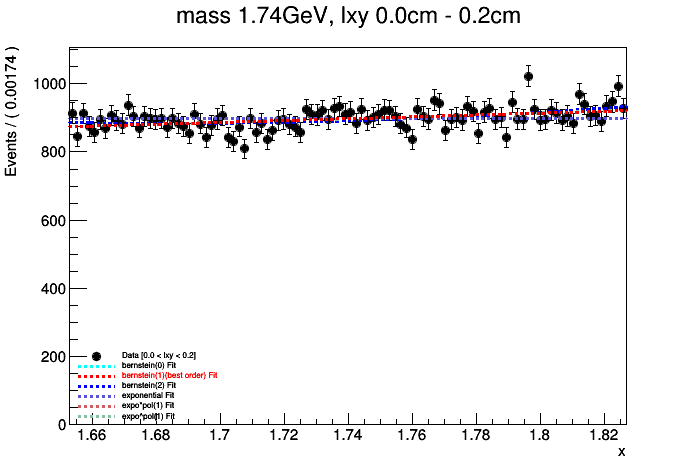 mass 1.74GeV, lxy 0.0cm - 0.2cm
Events / ( 0.00174 )
1000
800
600
400
200
0
Data [0.0 < lxy < 0.2]
bernstein(0) Fit
bernstein(1)(best order) Fit
bernstein(2) Fit
exponential Fit
expo*pol(1) Fit
expo*pol(1) Fit
1.66 1.68 1.7 1.72 1.74 1.76 1.78 1.8 1.82
x